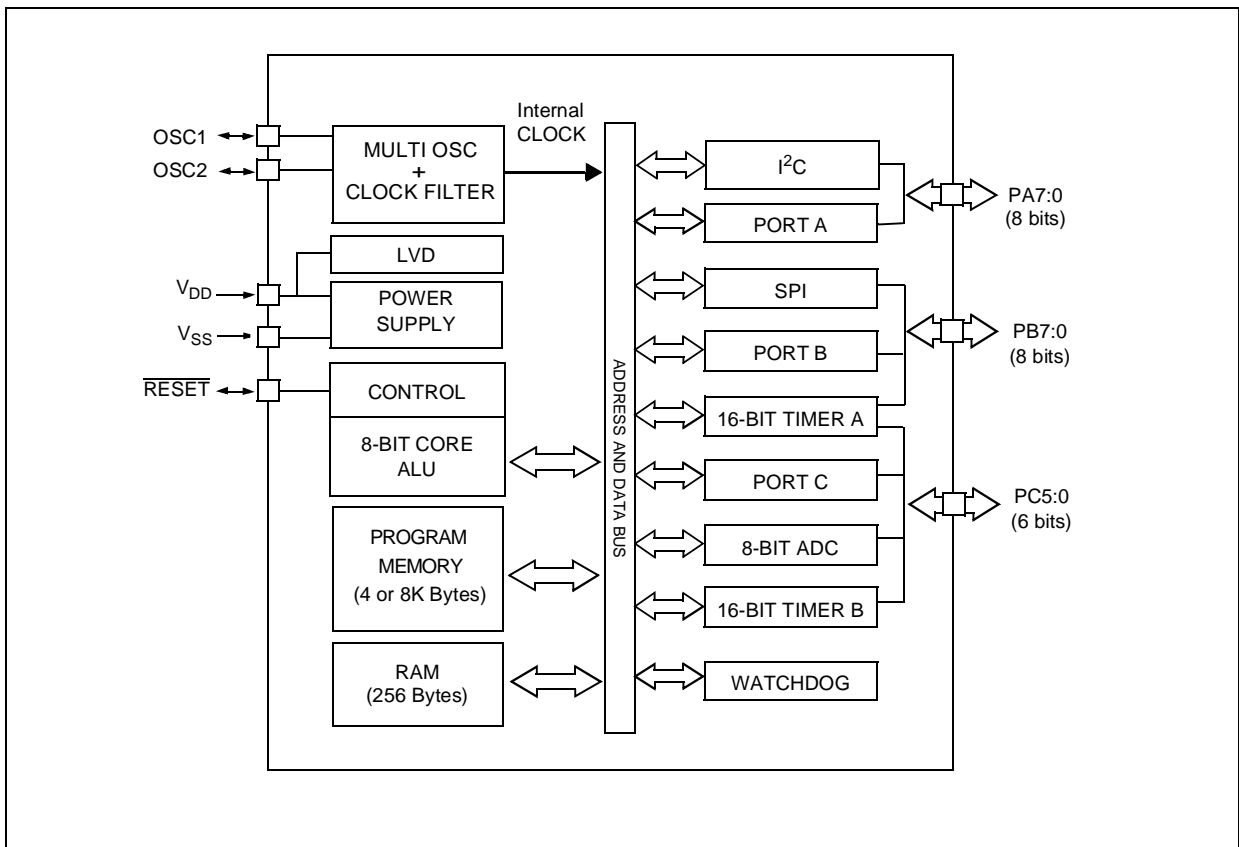 OSC1
OSC2
VDD
VSS
RESET
MULTI OSC
+
CLOCK FILTER
Internal
CLOCK
LVD
POWER
SUPPLY
CONTROL
8-BIT CORE
ALU
PROGRAM
MEMORY
(4 or 8K Bytes)
RAM
(256 Bytes)
ADDRESS AND DATA BUS
I²C
PORT A
SPI
PORT B
16-BIT TIMER A
PORT C
8-BIT ADC
16-BIT TIMER B
WATCHDOG
PA7:0
(8 bits)
PB7:0
(8 bits)
PC5:0
(6 bits)